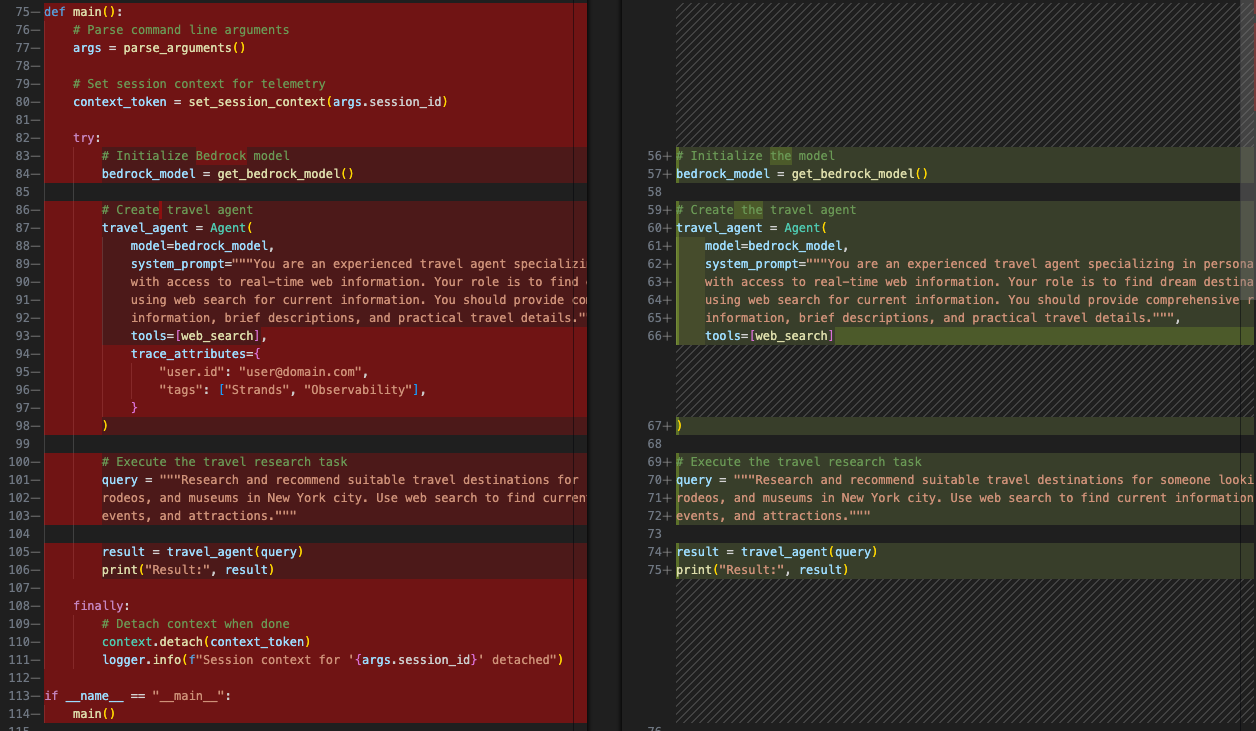 75— def main():
76— # Parse command line arguments
77— args = parse_arguments()
78—
79— # Set session context for telemetry
80— context_token = set_session_context(args.session_id)
81—
82— try:
83— # Initialize Bedrock model
84— bedrock_model = get_bedrock_model()
85
86— # Create travel agent
87— travel_agent = Agent(
88— model=bedrock_model,
89— system_prompt="""You are an experienced travel agent specializi
90— with access to real-time web information. Your role is to find
91— using web search for current information. You should provide co
92— information, brief descriptions, and practical travel details."
93— tools=[web_search],
94— trace_attributes={
95— "user.id": "user@domain.com",
96— "tags": ["Strands", "Observability"],
97— }
98— )
99
100— # Execute the travel research task
101— query = """Research and recommend suitable travel destinations for
102— rodeos, and museums in New York city. Use web search to find curren
103— events, and attractions."""
104
105— result = travel_agent(query)
106— print("Result:", result)
107—
108— finally:
109— # Detach context when done
110— context.detach(context_token)
111— logger.info(f"Session context for '{args.session_id}' detached")
112—
113— if __name__ == "__main__":
114— main()
56+ # Initialize the model
57+ bedrock_model = get_bedrock_model()
58
59+ # Create the travel agent
60+ travel_agent = Agent(
61+ model=bedrock_model,
62+ system_prompt="""You are an experienced travel agent specializing in persona
63+ with access to real-time web information. Your role is to find dream destina
64+ using web search for current information. You should provide comprehensive r
65+ information, brief descriptions, and practical travel details.""",
66+ tools=[web_search]
67+ )
68
69+ # Execute the travel research task
70+ query = """Research and recommend suitable travel destinations for someone looki
71+ rodeos, and museums in New York city. Use web search to find current information
72+ events, and attractions."""
73
74+ result = travel_agent(query)
75+ print("Result:", result)